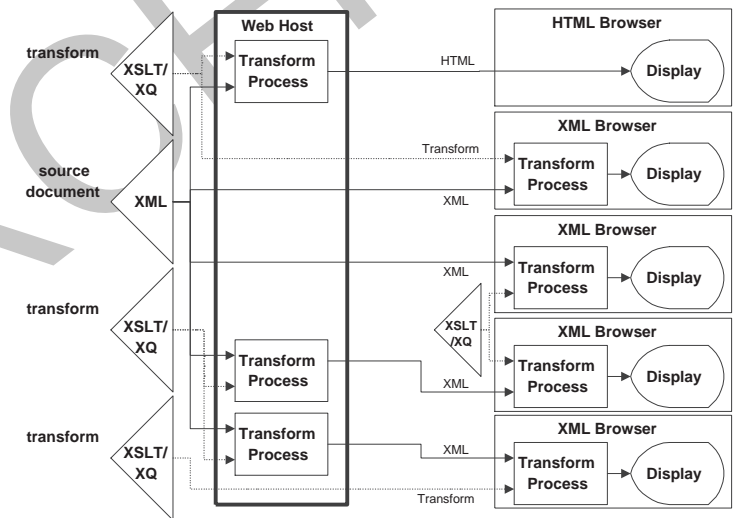 Web Host
HTML Browser
transform
XSLT/
XQ
Transform
Process
HTML
Display
XML Browser
Transform
Transform
Process
Display
source
document
XML
XML
XML Browser
Transform
Process
Display
XML
transform
XSLT/
XQ
XSLT
/XQ
XML Browser
Transform
Process
Transform
Process
Display
XML
XML Browser
transform
XSLT/
XQ
Transform
Process
XML
Transform
Process
Display
Transform